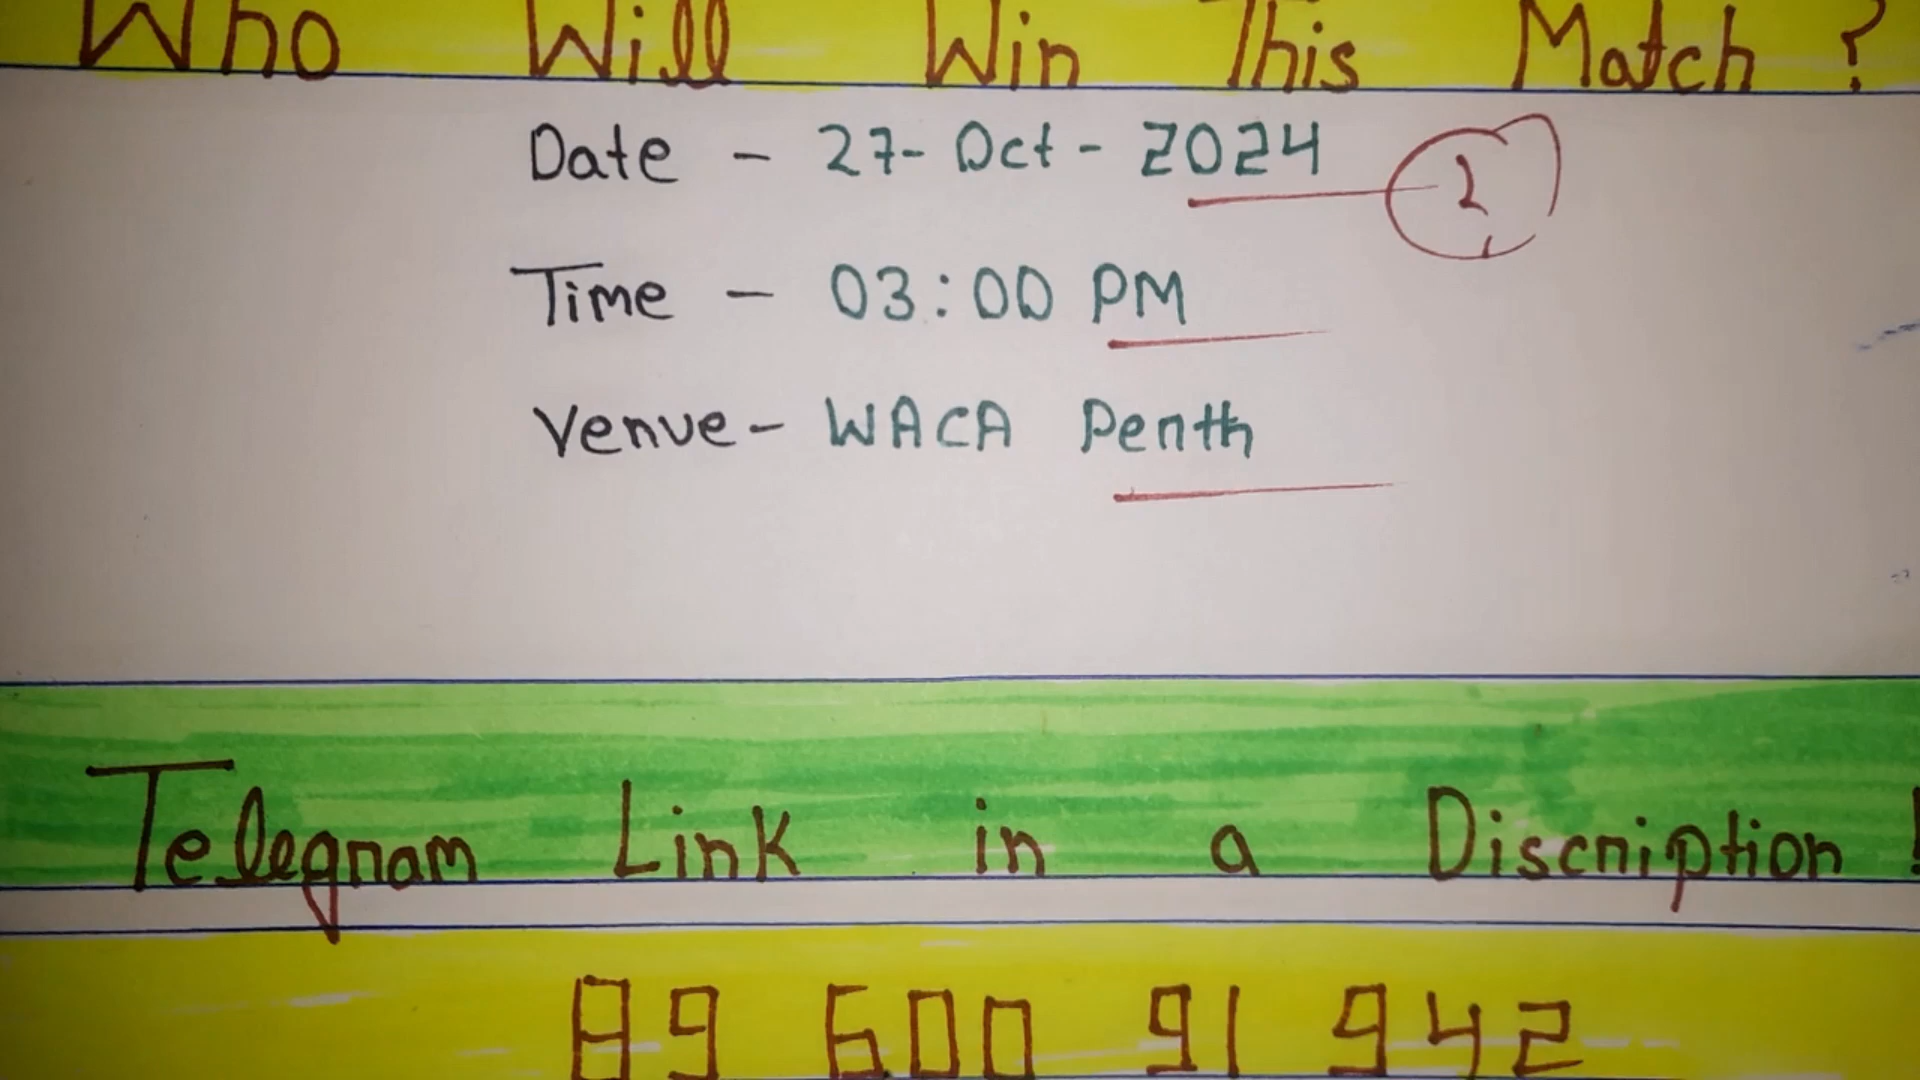 Who Will Win This Match ?
Date - 27-Oct-2024 2
Time - 03:00 PM
Venue - WACA Penth
Telegnam Link in a Discniption !
89 600 91 942